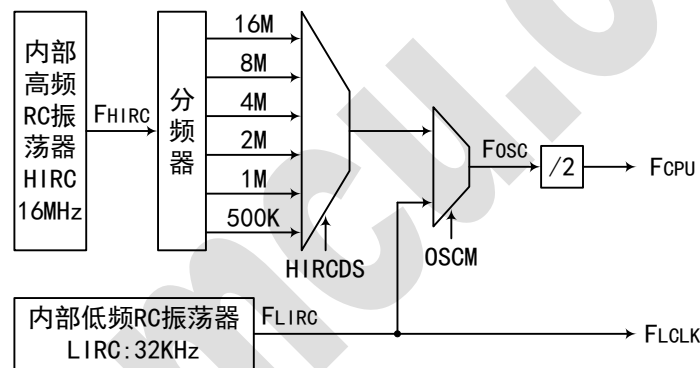 内部
高频
RC振
荡器
HIRC
16MHz
FHIRC
分
频
器
16M
8M
4M
2M
1M
500K
HIRCDS
OSCM
FOSC
/2
FCPU
内部低频RC振荡器
LIRC:32KHz
FLIRC
FLCLK
mcu.c